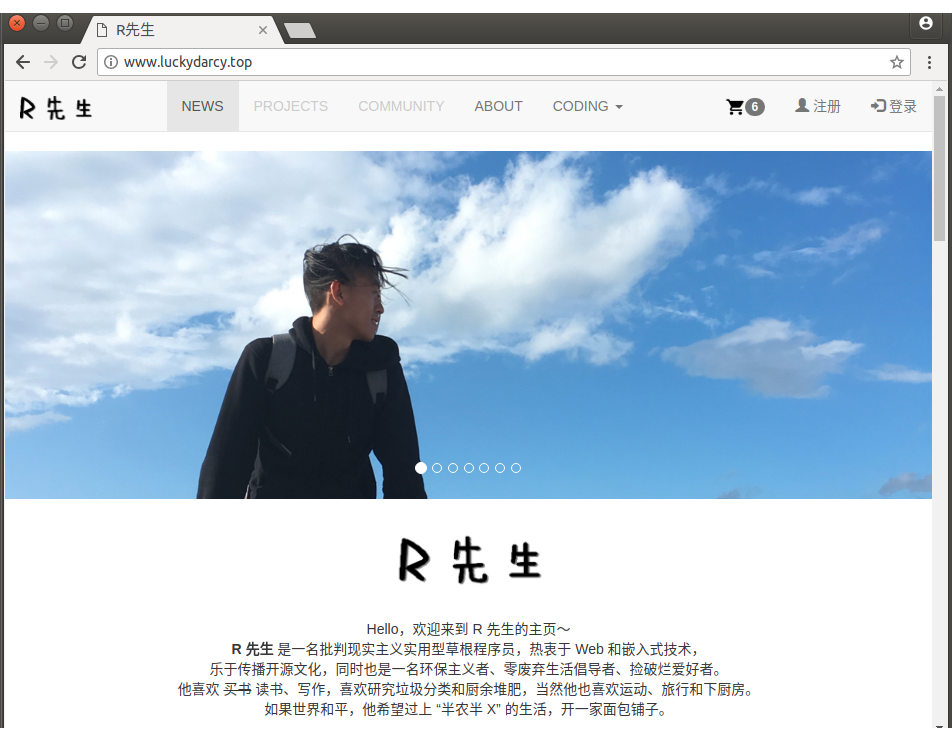 R先生
www.luckydarcy.top
R 先生 NEWS PROJECTS COMMUNITY ABOUT CODING 6 注册 登录
R 先生
Hello，欢迎来到 R 先生的主页～
R 先生 是一名批判现实主义实用型草根程序员，热衷于 Web 和嵌入式技术，
乐于传播开源文化，同时也是一名环保主义者、零废弃生活倡导者、捡破烂爱好者。
他喜欢 买书 读书、写作，喜欢研究垃圾分类和厨余堆肥，当然他也喜欢运动、旅行和下厨房。
如果世界和平，他希望过上 “半农半 X” 的生活，开一家面包铺子。